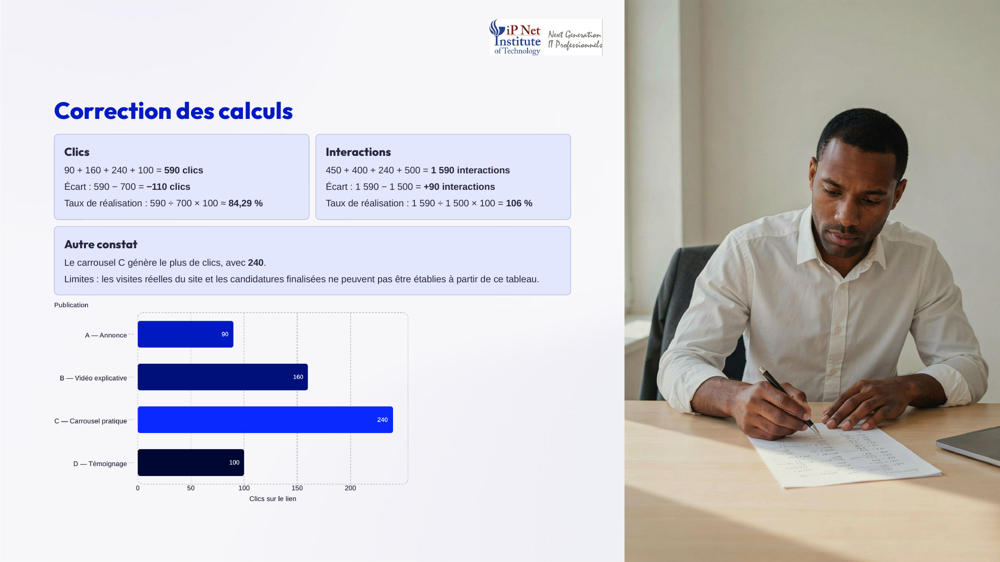 iP Net
Institute
of Technology
Next Generation
IT Professionnels
Correction des calculs
Clics
90 + 160 + 240 + 100 = 590 clics
Écart : 590 − 700 = −110 clics
Taux de réalisation : 590 ÷ 700 × 100 ≈ 84,29 %
Interactions
450 + 400 + 240 + 500 = 1 590 interactions
Écart : 1 590 − 1 500 = +90 interactions
Taux de réalisation : 1 590 ÷ 1 500 × 100 = 106 %
Autre constat
Le carrousel C génère le plus de clics, avec 240.
Limites : les visites réelles du site et les candidatures finalisées ne peuvent pas être établies à partir de ce tableau.
Publication
A — Annonce 90
B — Vidéo explicative 160
C — Carrousel pratique 240
D — Témoignage 100
0 50 100 150 200
Clics sur le lien